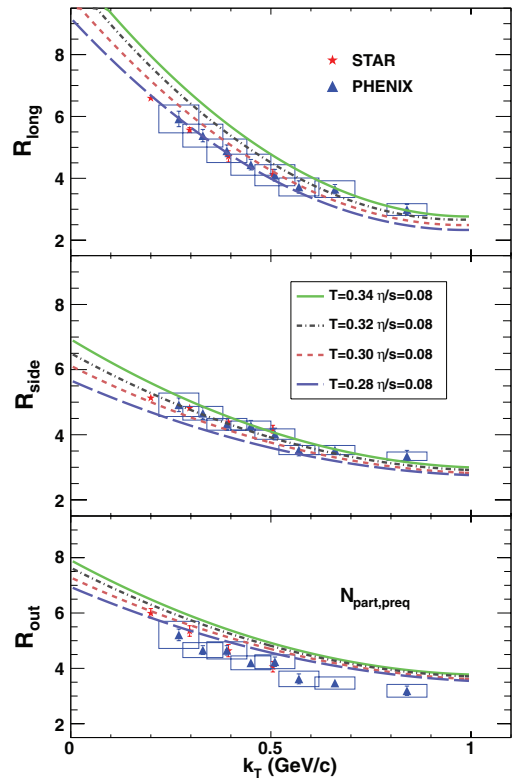 R_long
8
6
4
2
STAR
PHENIX
R_side
8
6
4
2
T=0.34 η/s=0.08
T=0.32 η/s=0.08
T=0.30 η/s=0.08
T=0.28 η/s=0.08
R_out
8
6
4
2
N_part,preq
0 0.5 1
k_T (GeV/c)